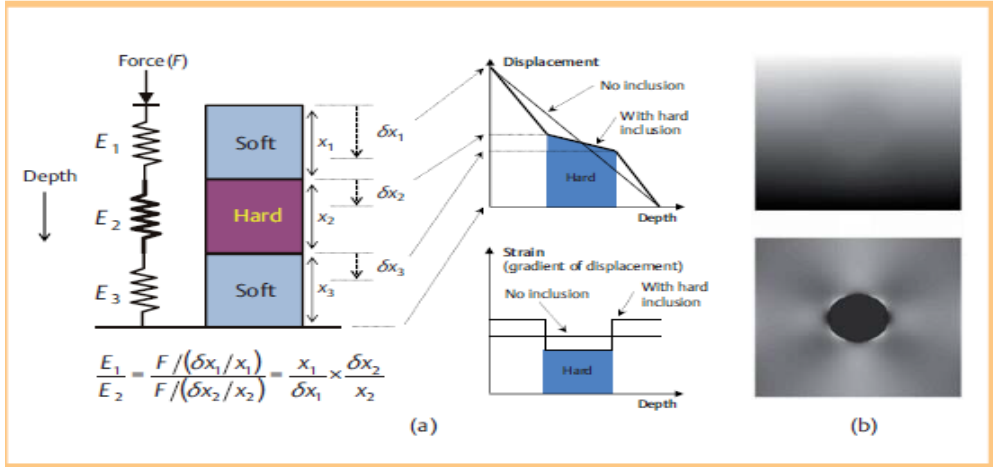 Force (F)
E1
E2
E3
Depth
Soft
Hard
Soft
x1
x2
x3
δx1
δx2
δx3
Displacement
No inclusion
With hard
inclusion
Hard
Depth
Strain
(gradient of displacement)
No inclusion
With hard
inclusion
Hard
Depth
E1/E2 = F/(δx1/x1)/F/(δx2/x2) = x1/δx1 × δx2/x2
(a)
(b)